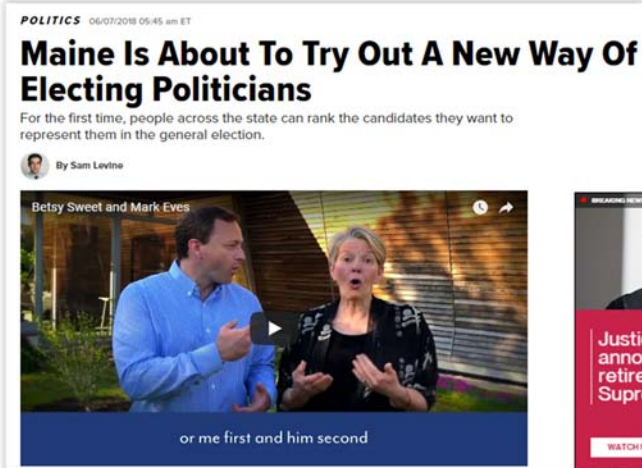 POLITICS 06/07/2018 05:45 am ET
Maine Is About To Try Out A New Way Of
Electing Politicians
For the first time, people across the state can rank the candidates they want to
represent them in the general election.
By Sam Levine
Betsy Sweet and Mark Eves
or me first and him second
BREAKING NEWS
Justi
anno
retire
Supr
WATCH